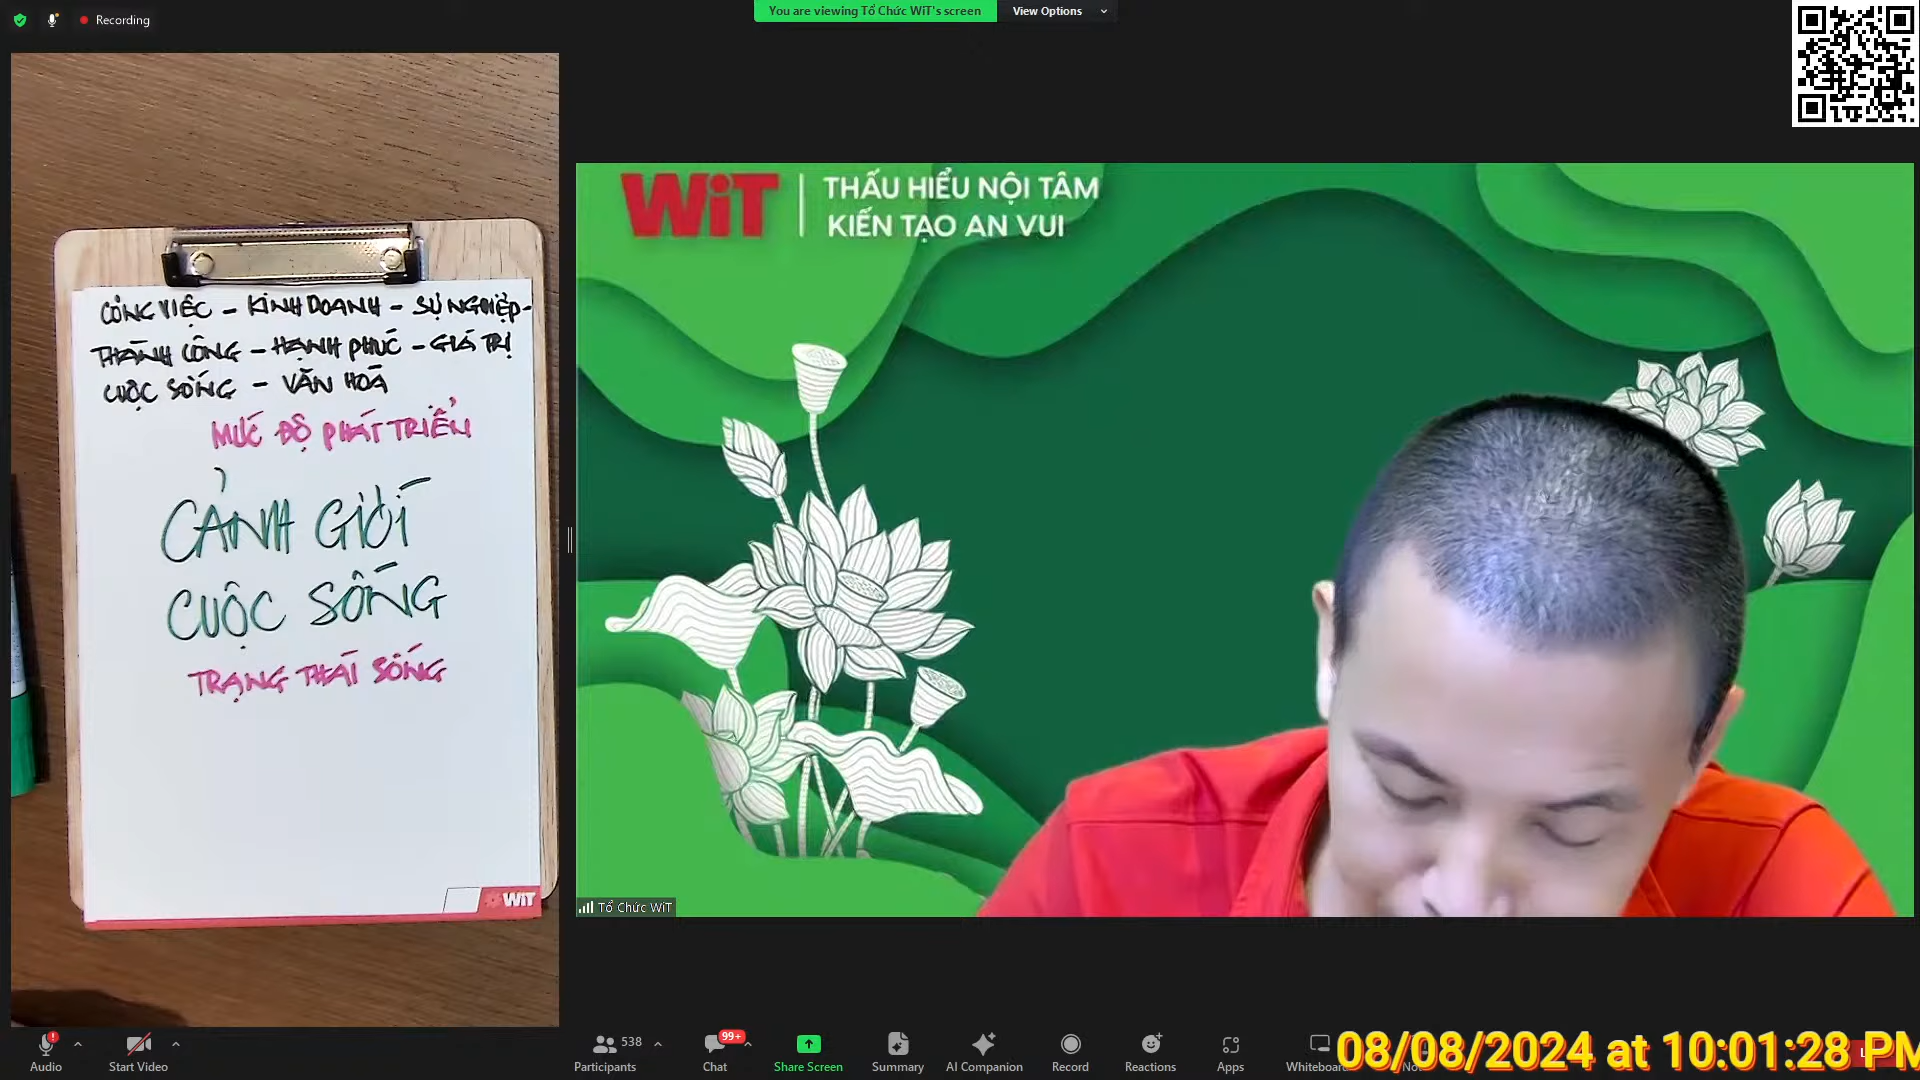 Recording
You are viewing Tổ Chức WiT's screen
View Options
CÔNG VIỆC - KINH DOANH - SỰ NGHIỆP -
THÀNH CÔNG - HẠNH PHÚC - GIÁ TRỊ
CUỘC SỐNG - VĂN HOÁ
MỨC ĐỘ PHÁT TRIỂN
CẢNH GIỚI
CUỘC SỐNG
TRẠNG THÁI SỐNG
WiT
WiT
THẤU HIỂU NỘI TÂM
KIẾN TẠO AN VUI
Tổ Chức WiT
Audio
Start Video
538
Participants
99+
Chat
Share Screen
Summary
AI Companion
Record
Reactions
Apps
08/08/2024 at 10:01:28 PM